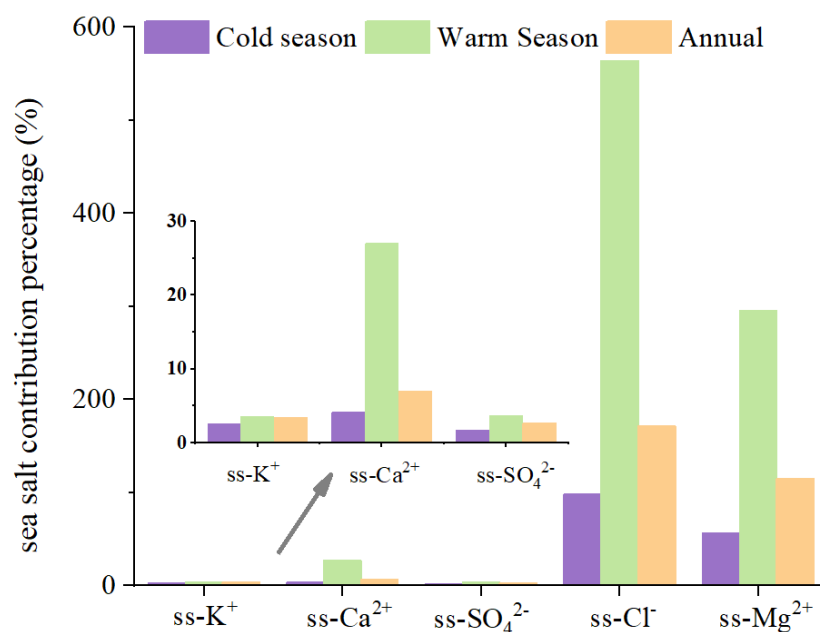 600
Cold season Warm Season Annual
sea salt contribution percentage (%)
400
200
0
30
20
10
0
ss-K⁺ ss-Ca²⁺ ss-SO₄²⁻
ss-K⁺ ss-Ca²⁺ ss-SO₄²⁻ ss-Cl⁻ ss-Mg²⁺